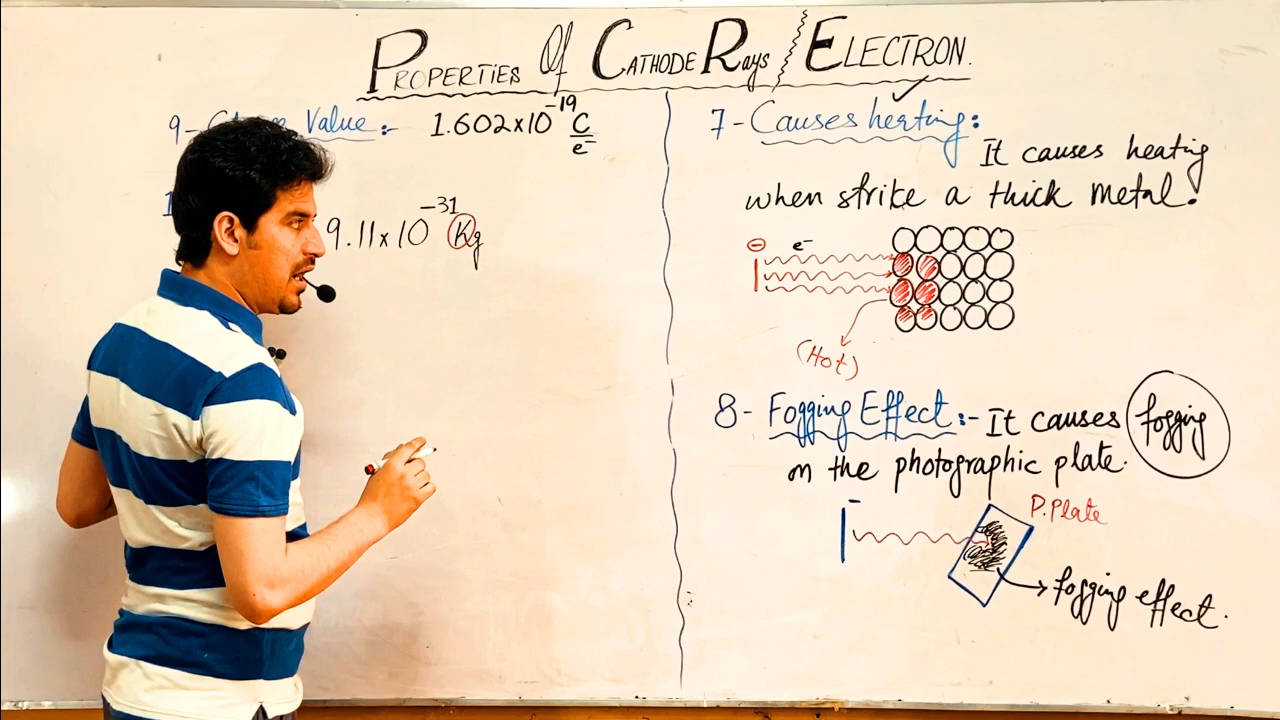 PROPERTIES Of CATHODE RAys / ELECTRON.
9- Value:- 1.602x10⁻¹⁹ C/e⁻
9.11x10⁻³¹ Kg
7- Causes heating:
It causes heating
when strike a thick metal.
⊖ e⁻
(Hot)
8- Fogging Effect:- It causes fogging
on the photographic plate.
P.Plate
fogging effect.